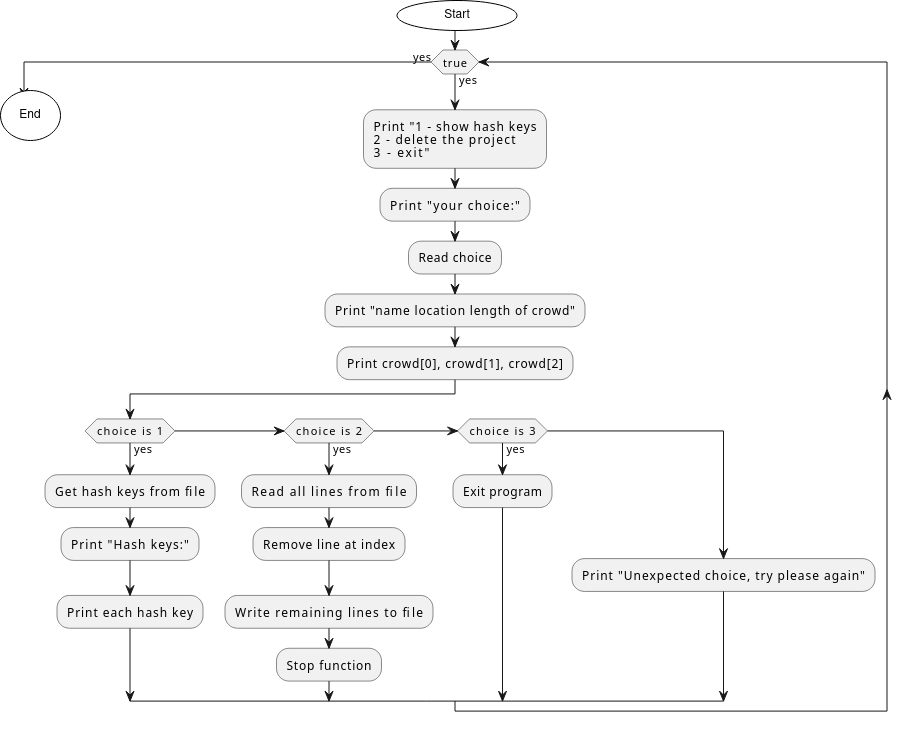 Start
yes
true
yes
End
Print "1 - show hash keys
2 - delete the project
3 - exit"
Print "your choice:"
Read choice
Print "name location length of crowd"
Print crowd[0], crowd[1], crowd[2]
choice is 1
choice is 2
choice is 3
yes
yes
yes
Get hash keys from file
Read all lines from file
Exit program
Print "Hash keys:"
Remove line at index
Print "Unexpected choice, try please again"
Print each hash key
Write remaining lines to file
Stop function